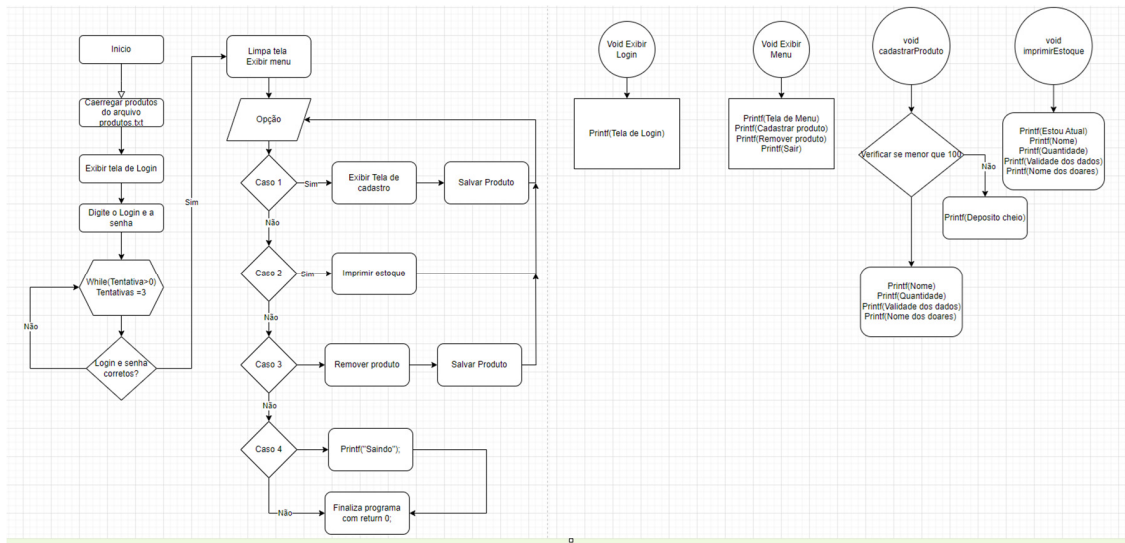 Inicio
Caerregar produtos
do arquivo
produtos.txt
Exibir tela de Login
Digite o Login e a
senha
While(Tentativa>0)
Tentativas =3
Não
Login e senha
corretos?
Sim
Limpa tela
Exibir menu
Opção
Caso 1
Sim
Exibir Tela de
cadastro
Salvar Produto
Não
Caso 2
Sim
Imprimir estoque
Não
Caso 3
Remover produto
Salvar Produto
Não
Caso 4
Printf("Saindo");
Não
Finaliza programa
com return 0;
Void Exibir
Login
Printf(Tela de Login)
Void Exibir
Menu
Printf(Tela de Menu)
Printf(Cadastrar produto)
Printf(Remover produto)
Printf(Sair)
void
cadastrarProduto
Verificar se menor que 100
Não
Printf(Deposito cheio)
Printf(Nome)
Printf(Quantidade)
Printf(Validade dos dados)
Printf(Nome dos doares)
void
imprimirEstoque
Printf(Estou Atual)
Printf(Nome)
Printf(Quantidade)
Printf(Validade dos dados)
Printf(Nome dos doares)